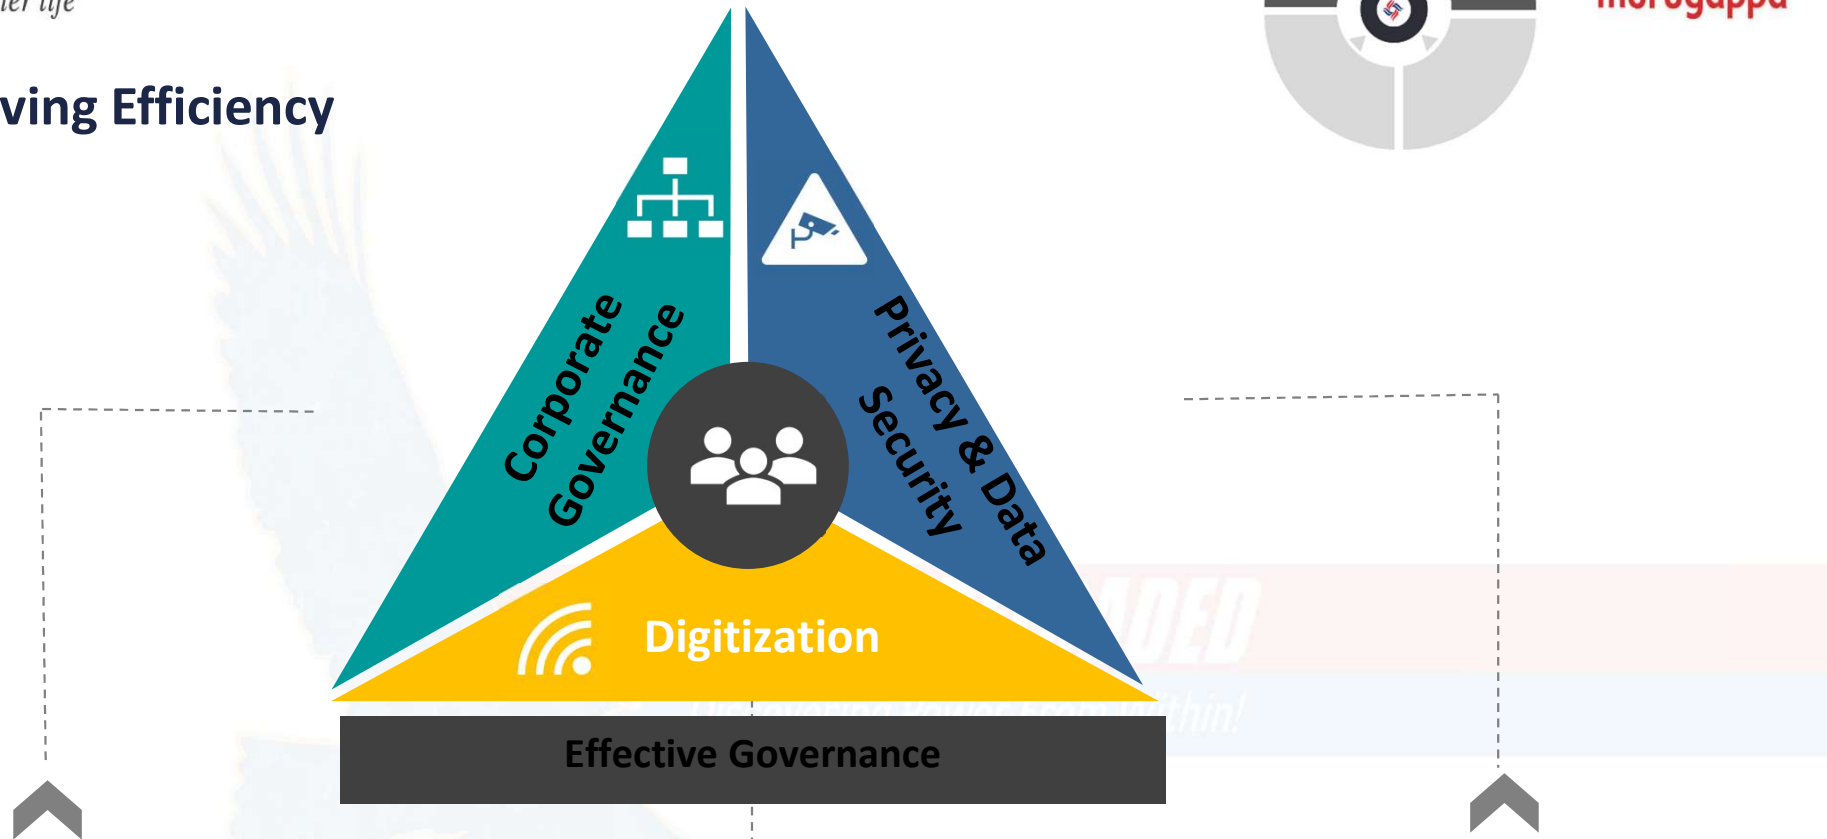 ving Efficiency
Corporate
Governance
Privacy & Data
Security
Digitization
Effective Governance